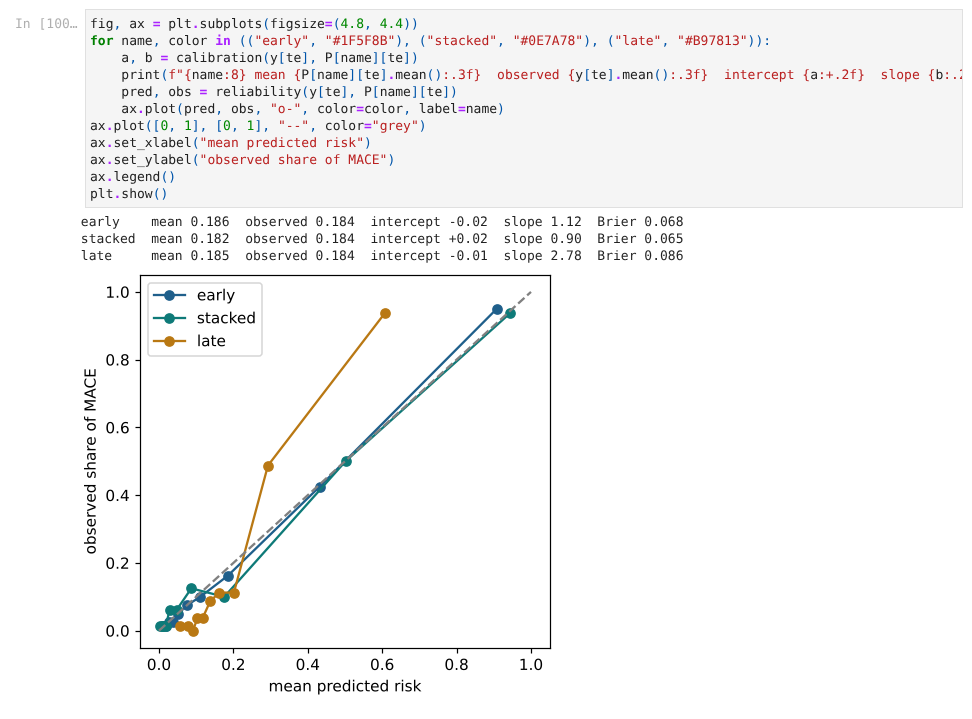 In [100…
fig, ax = plt.subplots(figsize=(4.8, 4.4))
for name, color in (("early", "#1F5F8B"), ("stacked", "#0E7A78"), ("late", "#B97813")):
    a, b = calibration(y[te], P[name][te])
    print(f"{name:8} mean {P[name][te].mean():.3f}  observed {y[te].mean():.3f}  intercept {a:+.2f}  slope {b:.2
    pred, obs = reliability(y[te], P[name][te])
    ax.plot(pred, obs, "o-", color=color, label=name)
ax.plot([0, 1], [0, 1], "--", color="grey")
ax.set_xlabel("mean predicted risk")
ax.set_ylabel("observed share of MACE")
ax.legend()
plt.show()
early    mean 0.186  observed 0.184  intercept -0.02  slope 1.12  Brier 0.068
stacked  mean 0.182  observed 0.184  intercept +0.02  slope 0.90  Brier 0.065
late     mean 0.185  observed 0.184  intercept -0.01  slope 2.78  Brier 0.086
early
stacked
late
observed share of MACE
1.0
0.8
0.6
0.4
0.2
0.0
0.0 0.2 0.4 0.6 0.8 1.0
mean predicted risk